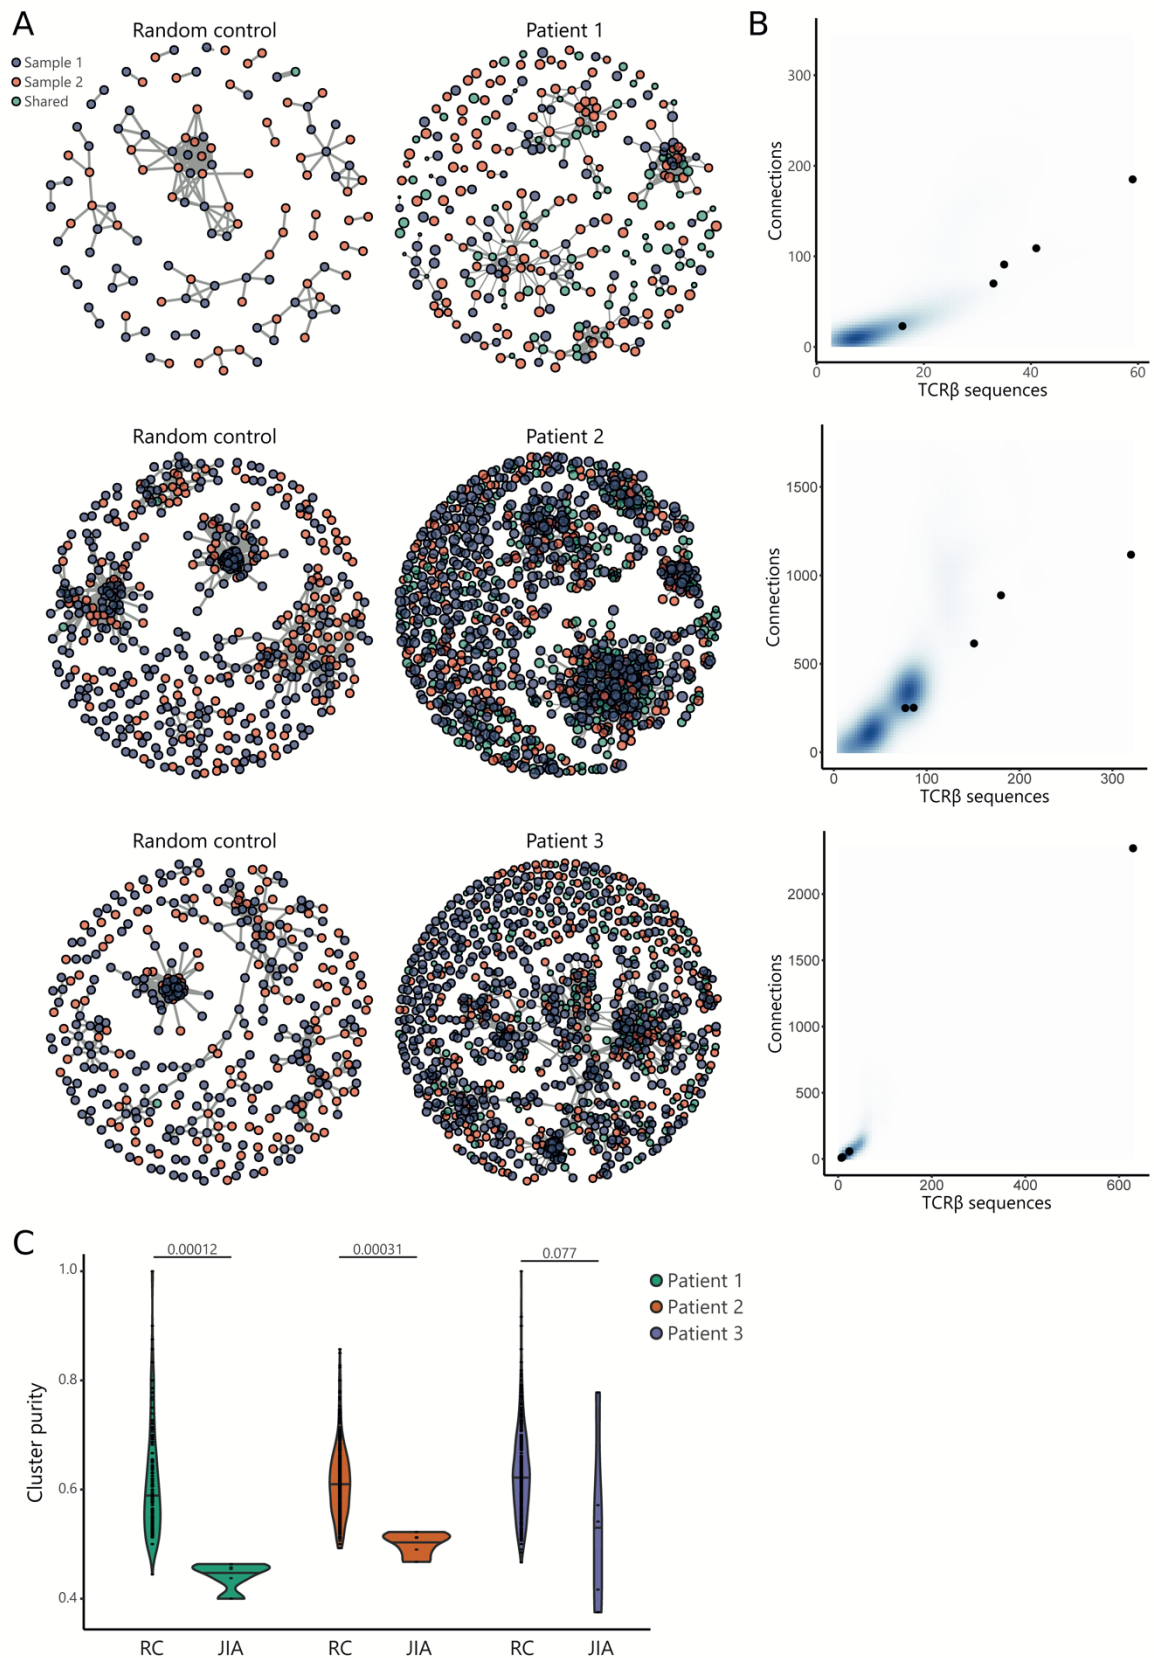 A
Random control
Patient 1
Sample 1
Sample 2
Shared
Random control
Patient 2
Random control
Patient 3
B
300
200
100
0
Connections
0
20
40
60
TCRβ sequences
1500
1000
500
0
Connections
0
100
200
300
TCRβ sequences
2000
1500
1000
500
0
Connections
0
200
400
600
TCRβ sequences
C
0.00012
0.00031
0.077
1.0
0.8
0.6
0.4
Cluster purity
RC
JIA
RC
JIA
RC
JIA
Patient 1
Patient 2
Patient 3